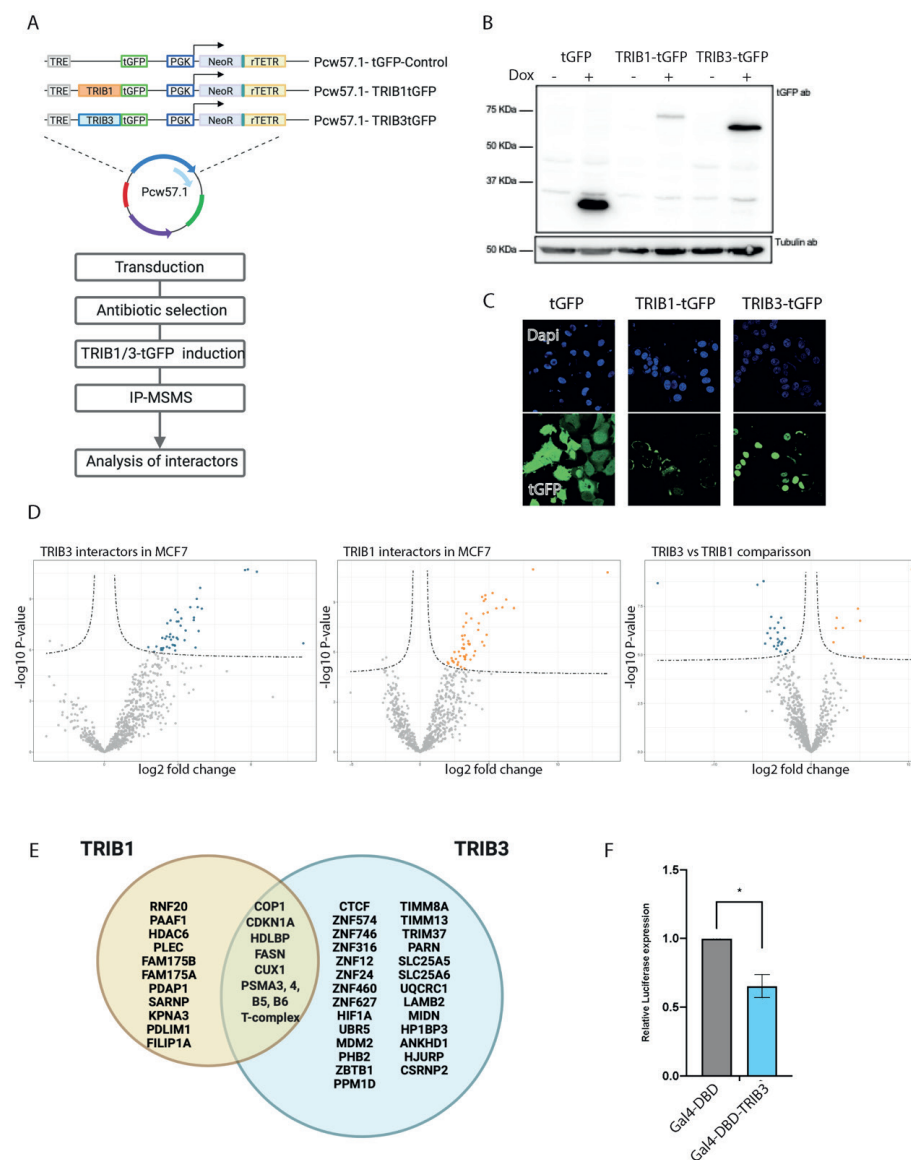 A
TRE tGFP PGK NeoR rTETR Pcw57.1- tGFP-Control
TRE TRIB1 tGFP PGK NeoR rTETR Pcw57.1- TRIB1tGFP
TRE TRIB3 tGFP PGK NeoR rTETR Pcw57.1- TRIB3tGFP
Pcw57.1
Transduction
Antibiotic selection
TRIB1/3-tGFP induction
IP-MSMS
Analysis of interactors
B
tGFP TRIB1-tGFP TRIB3-tGFP
Dox - + - + - +
tGFP ab
75 KDa
50 KDa
37 KDa
Tubulin ab
50 KDa
C
tGFP TRIB1-tGFP TRIB3-tGFP
Dapi
tGFP
D
TRIB3 interactors in MCF7
-log10 P-value
log2 fold change
TRIB1 interactors in MCF7
-log10 P-value
log2 fold change
TRIB3 vs TRIB1 comparisson
-log10 P-value
log2 fold change
E
TRIB1
TRIB3
RNF20
PAAF1
HDAC6
PLEC
FAM175B
FAM175A
PDAP1
SARNP
KPNA3
PDLIM1
FILIP1A
COP1
CDKN1A
HDLBP
FASN
CUX1
PSMA3, 4,
B5, B6
T-complex
CTCF
ZNF574
ZNF746
ZNF316
ZNF12
ZNF24
ZNF460
ZNF627
HIF1A
UBR5
MDM2
PHB2
ZBTB1
PPM1D
TIMM8A
TIMM13
TRIM37
PARN
SLC25A5
SLC25A6
UQCRC1
LAMB2
MIDN
HP1BP3
ANKHD1
HJURP
CSRNP2
F
Relative Luciferase expression
1.5
1.0
0.5
0.0
*
Gal4-DBD
Gal4-DBD-TRIB3